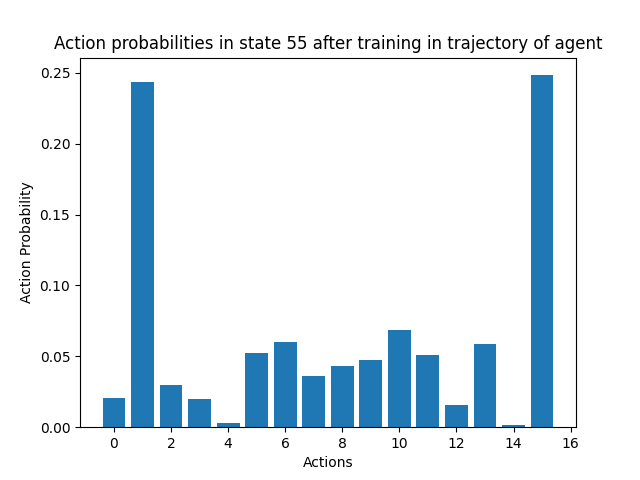 Action probabilities in state 55 after training in trajectory of agent
0.25
0.20
0.15
0.10
0.05
0.00
Action Probability
0 2 4 6 8 10 12 14 16
Actions